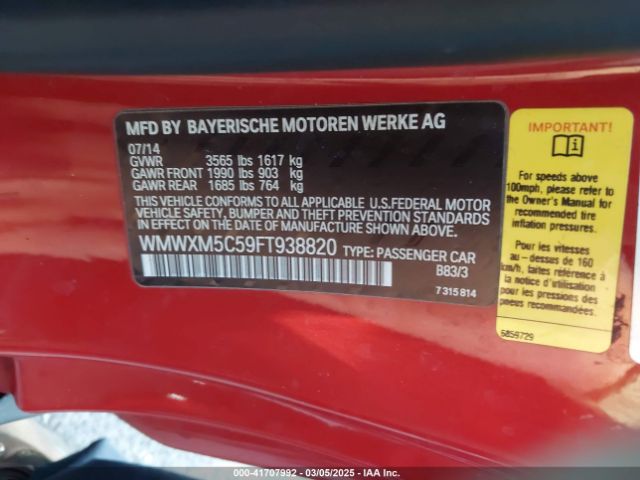 MFD BY BAYERISCHE MOTOREN WERKE AG
07/14
GVWR 3565 lbs 1617 kg
GAWR FRONT 1990 lbs 903 kg
GAWR REAR 1685 lbs 764 kg
THIS VEHICLE CONFORMS TO ALL APPLICABLE U.S.FEDERAL MOTOR
VEHICLE SAFETY, BUMPER, AND THEFT PREVENTION STANDARDS
IN EFFECT ON THE DATE OF MANUFACTURE SHOWN ABOVE.
WMWXM5C59FT938820 TYPE: PASSENGER CAR
B83/3
7315814
IMPORTANT!
For speeds above
100mph, please refer to
the Owner's Manual for
recommended tire
inflation pressures.
Pour les vitesses
au - dessus de 160
km/h, faites référence à
la notice d'utilisation
pour les pressions des
pneus recommandées.
6859729
STOCK #: 41707992 — 03/05/2025 — IAA Inc.